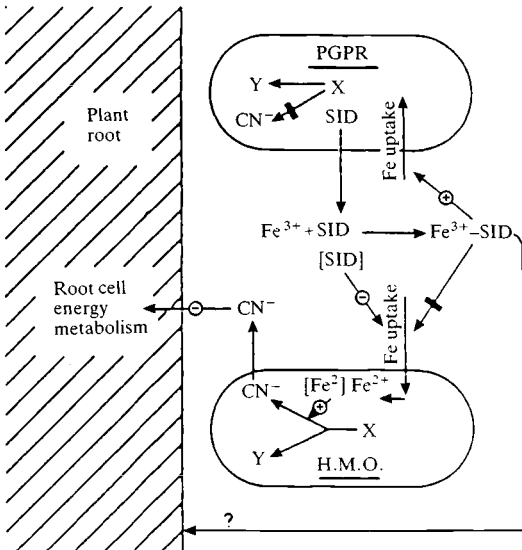 PGPR
Y X
CN⁻ SID
Fe uptake
Plant
root
⊕
Fe³⁺ + SID Fe³⁺–SID
[SID]
⊖
Fe uptake
Root cell
energy
metabolism
⊖ CN⁻
CN⁻ [Fe²] Fe²⁺
⊕
X
Y
H.M.O.
?